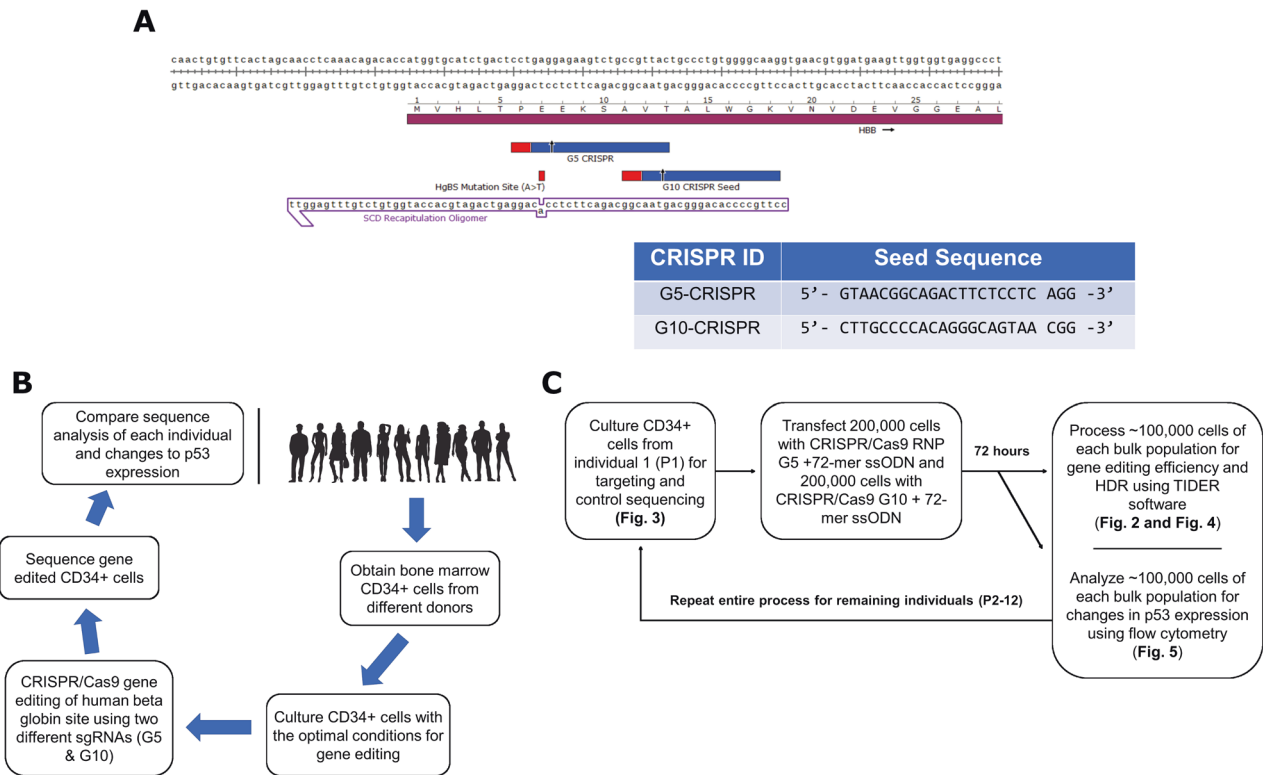 A
caactgtgttcactagcaacctcaaacagacaccatggtgcatctgactcctgaggagaagtctgccgttactgccctgtggggcaaggtgaacgtggatgaagttggtggtgaggccct
gttgacacaagtgatcgttggagtttgtctgtggtaccacgtagactgaggactcctcttcagacggcaatgacgggacaccccgttccacttgcacctacttcaaccaccactccggga
1 5 10 15 20 25
M V H L T P E E K S A V T A L W G K V N V D E V G G E A L
HBB
G5 CRISPR
HgBS Mutation Site (A>T)
G10 CRISPR Seed
ttggagtttgtctgtggtaccacgtagactgaggac cctcttcagacggcaatgacgggacaccccgttcc
a
SCD Recapitulation Oligomer
CRISPR ID Seed Sequence
G5-CRISPR 5’- GTAACGGCAGACTTCTCCTC AGG -3’
G10-CRISPR 5’- CTTGCCCCACAGGGCAGTAA CGG -3’
B
Compare sequence
analysis of each individual
and changes to p53
expression
Sequence gene
edited CD34+ cells
Obtain bone marrow
CD34+ cells from
different donors
CRISPR/Cas9 gene
editing of human beta
globin site using two
different sgRNAs (G5
& G10)
Culture CD34+ cells with
the optimal conditions for
gene editing
C
Culture CD34+
cells from
individual 1 (P1) for
targeting and
control sequencing
(Fig. 3)
Transfect 200,000 cells
with CRISPR/Cas9 RNP
G5 +72-mer ssODN and
200,000 cells with
CRISPR/Cas9 G10 + 72-
mer ssODN
72 hours
Process ~100,000 cells of
each bulk population for
gene editing efficiency and
HDR using TIDER
software
(Fig. 2 and Fig. 4)
Analyze ~100,000 cells of
each bulk population for
changes in p53 expression
using flow cytometry
(Fig. 5)
Repeat entire process for remaining individuals (P2-12)